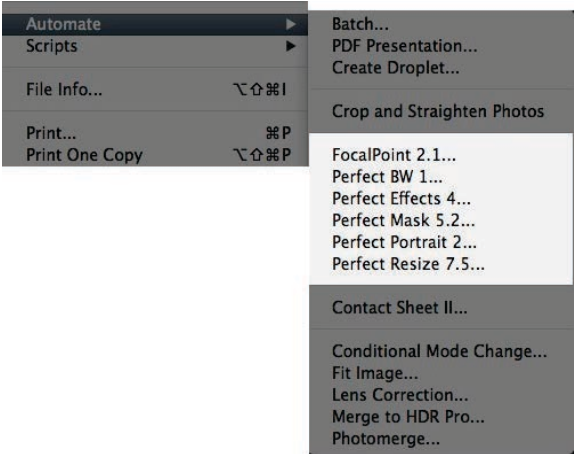 Automate ▶
Scripts ▶
File Info... ⌥⇧⌘I
Print... ⌘P
Print One Copy ⌥⇧⌘P
Batch...
PDF Presentation...
Create Droplet...
Crop and Straighten Photos
FocalPoint 2.1...
Perfect BW 1...
Perfect Effects 4...
Perfect Mask 5.2...
Perfect Portrait 2...
Perfect Resize 7.5...
Contact Sheet II...
Conditional Mode Change...
Fit Image...
Lens Correction...
Merge to HDR Pro...
Photomerge...